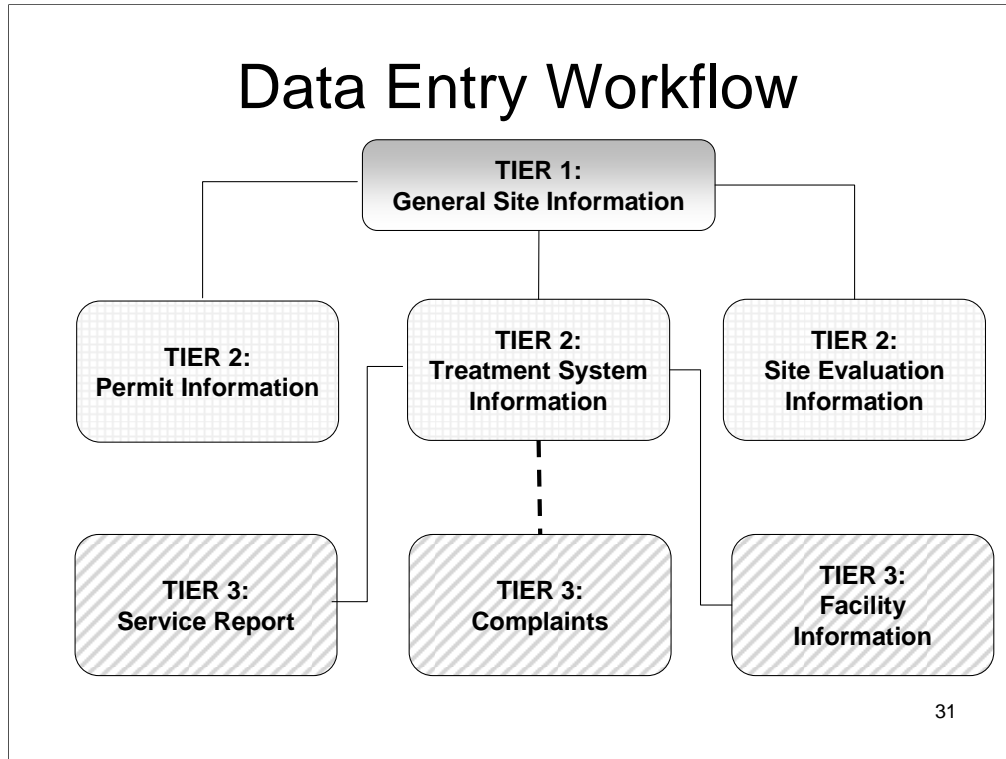 Data Entry Workflow
TIER 1:
General Site Information
TIER 2:
Permit Information
TIER 2:
Treatment System
Information
TIER 2:
Site Evaluation
Information
TIER 3:
Service Report
TIER 3:
Complaints
TIER 3:
Facility
Information
31